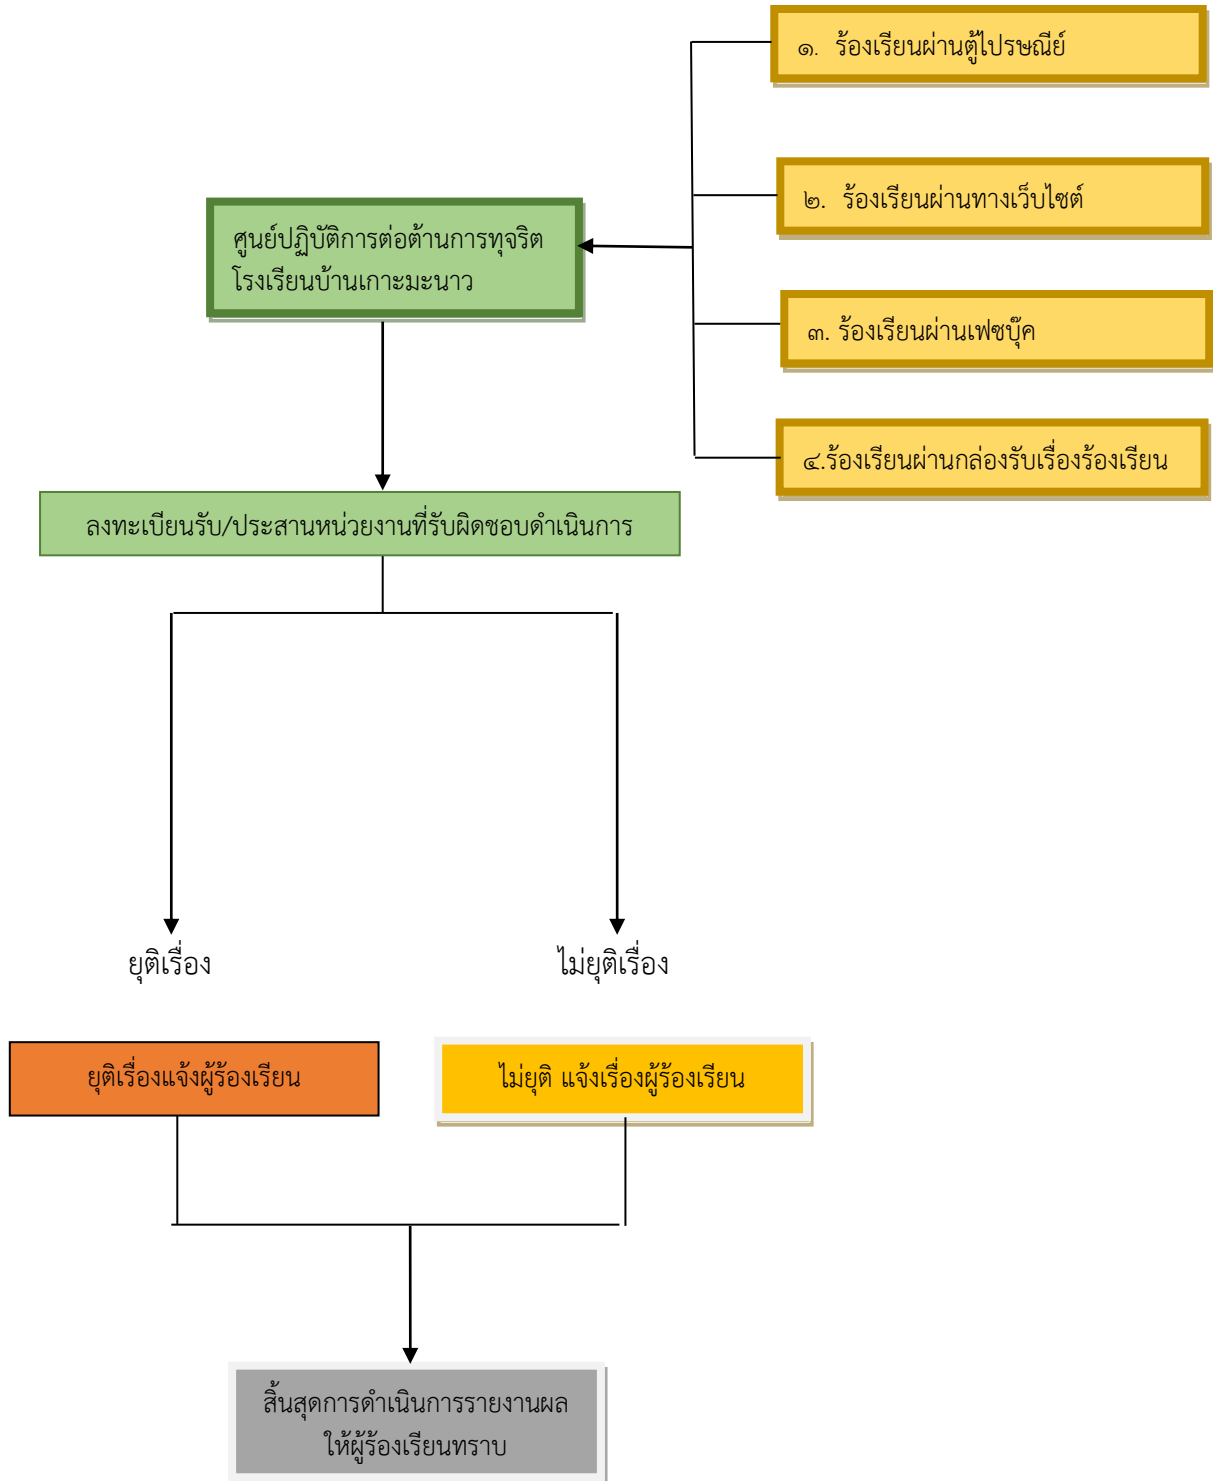 ๑. ร้องเรียนผ่านตู้ไปรษณีย์
๒. ร้องเรียนผ่านทางเว็บไซต์
ศูนย์ปฏิบัติการต่อต้านการทุจริต
โรงเรียนบ้านเกาะมะนาว
๓. ร้องเรียนผ่านเฟซบุ๊ค
๔.ร้องเรียนผ่านกล่องรับเรื่องร้องเรียน
ลงทะเบียนรับ/ประสานหน่วยงานที่รับผิดชอบดำเนินการ
ยุติเรื่อง
ไม่ยุติเรื่อง
ยุติเรื่องแจ้งผู้ร้องเรียน
ไม่ยุติ แจ้งเรื่องผู้ร้องเรียน
สิ้นสุดการดำเนินการรายงานผล
ให้ผู้ร้องเรียนทราบ